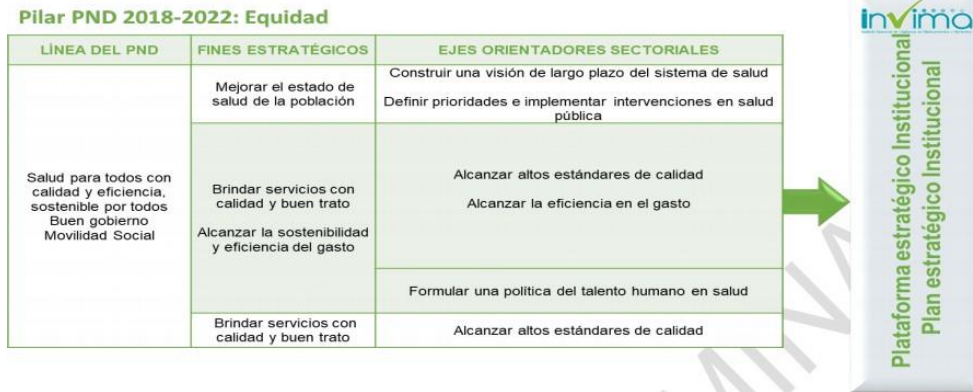 Pilar PND 2018-2022: Equidad
invima
LÍNEA DEL PND
FINES ESTRATÉGICOS
EJES ORIENTADORES SECTORIALES
Salud para todos con
calidad y eficiencia,
sostenible por todos
Buen gobierno
Movilidad Social
Mejorar el estado de
salud de la población
Construir una visión de largo plazo del sistema de salud
Definir prioridades e implementar intervenciones en salud
pública
Brindar servicios con
calidad y buen trato
Alcanzar la sostenibilidad
y eficiencia del gasto
Alcanzar altos estándares de calidad
Alcanzar la eficiencia en el gasto
Formular una política del talento humano en salud
Brindar servicios con
calidad y buen trato
Alcanzar altos estándares de calidad
Plataforma estratégico Institucional
Plan estratégico Institucional